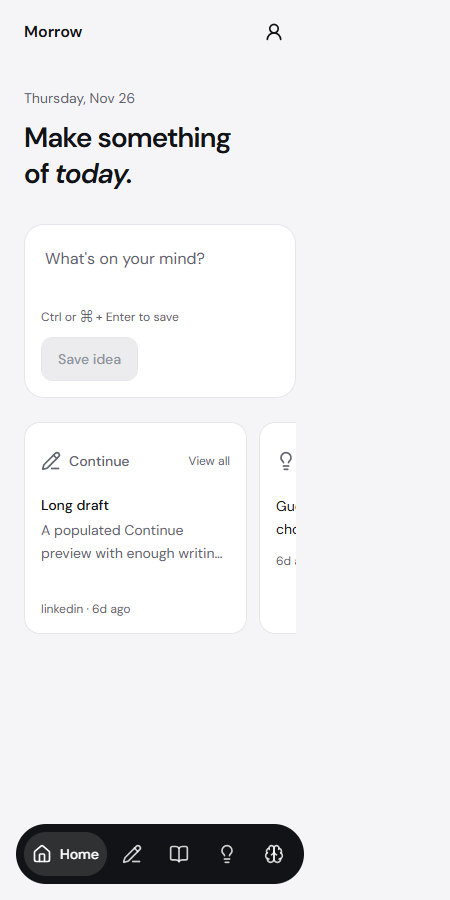 Morrow
Thursday, Nov 26
Make something
of today.
What's on your mind?
Ctrl or ⌘ + Enter to save
Save idea
Continue
View all
Long draft
A populated Continue
preview with enough writin…
linkedin · 6d ago
6d
Home